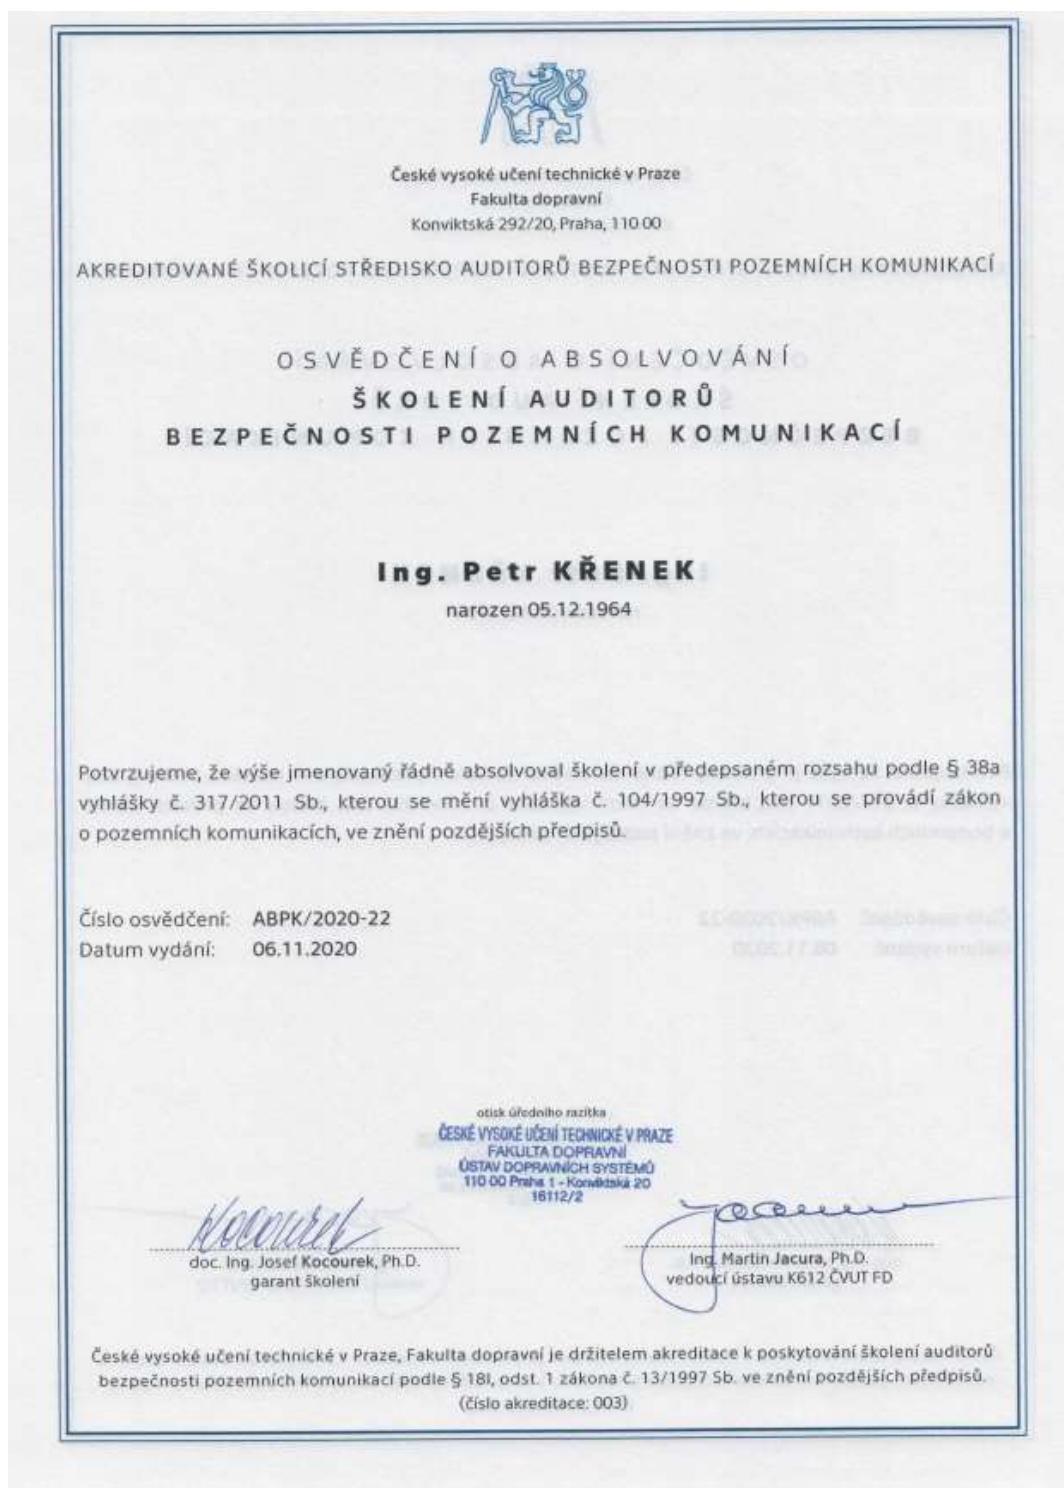 České vysoké učení technické v Praze
Fakulta dopravní
Konviktská 292/20, Praha, 110 00
AKREDITOVANÉ ŠKOLICÍ STŘEDISKO AUDITORŮ BEZPEČNOSTI POZEMNÍCH KOMUNIKACÍ
OSVĚDČENÍ O ABSOLVOVÁNÍ
ŠKOLENÍ AUDITORŮ
BEZPEČNOSTI POZEMNÍCH KOMUNIKACÍ
Ing. Petr KŘENEK
narozen 05.12.1964
Potvrzujeme, že výše jmenovaný řádně absolvoval školení v předepsaném rozsahu podle § 38a
vyhlášky č. 317/2011 Sb., kterou se mění vyhláška č. 104/1997 Sb., kterou se provádí zákon
o pozemních komunikacích, ve znění pozdějších předpisů.
Číslo osvědčení: ABPK/2020-22
Datum vydání: 06.11.2020
otisk úředního razítka
ČESKÉ VYSOKÉ UČENÍ TECHNICKÉ V PRAZE
FAKULTA DOPRAVNÍ
ÚSTAV DOPRAVNÍCH SYSTÉMŮ
110 00 Praha 1 - Konviktská 20
16112/2
Kocourek
doc. Ing. Josef Kocourek, Ph.D.
garant školení
Ing. Martin Jacura, Ph.D.
vedoucí ústavu K612 ČVUT FD
České vysoké učení technické v Praze, Fakulta dopravní je držitelem akreditace k poskytování školení auditorů
bezpečnosti pozemních komunikací podle § 18l, odst. 1 zákona č. 13/1997 Sb. ve znění pozdějších předpisů.
(číslo akreditace: 003)